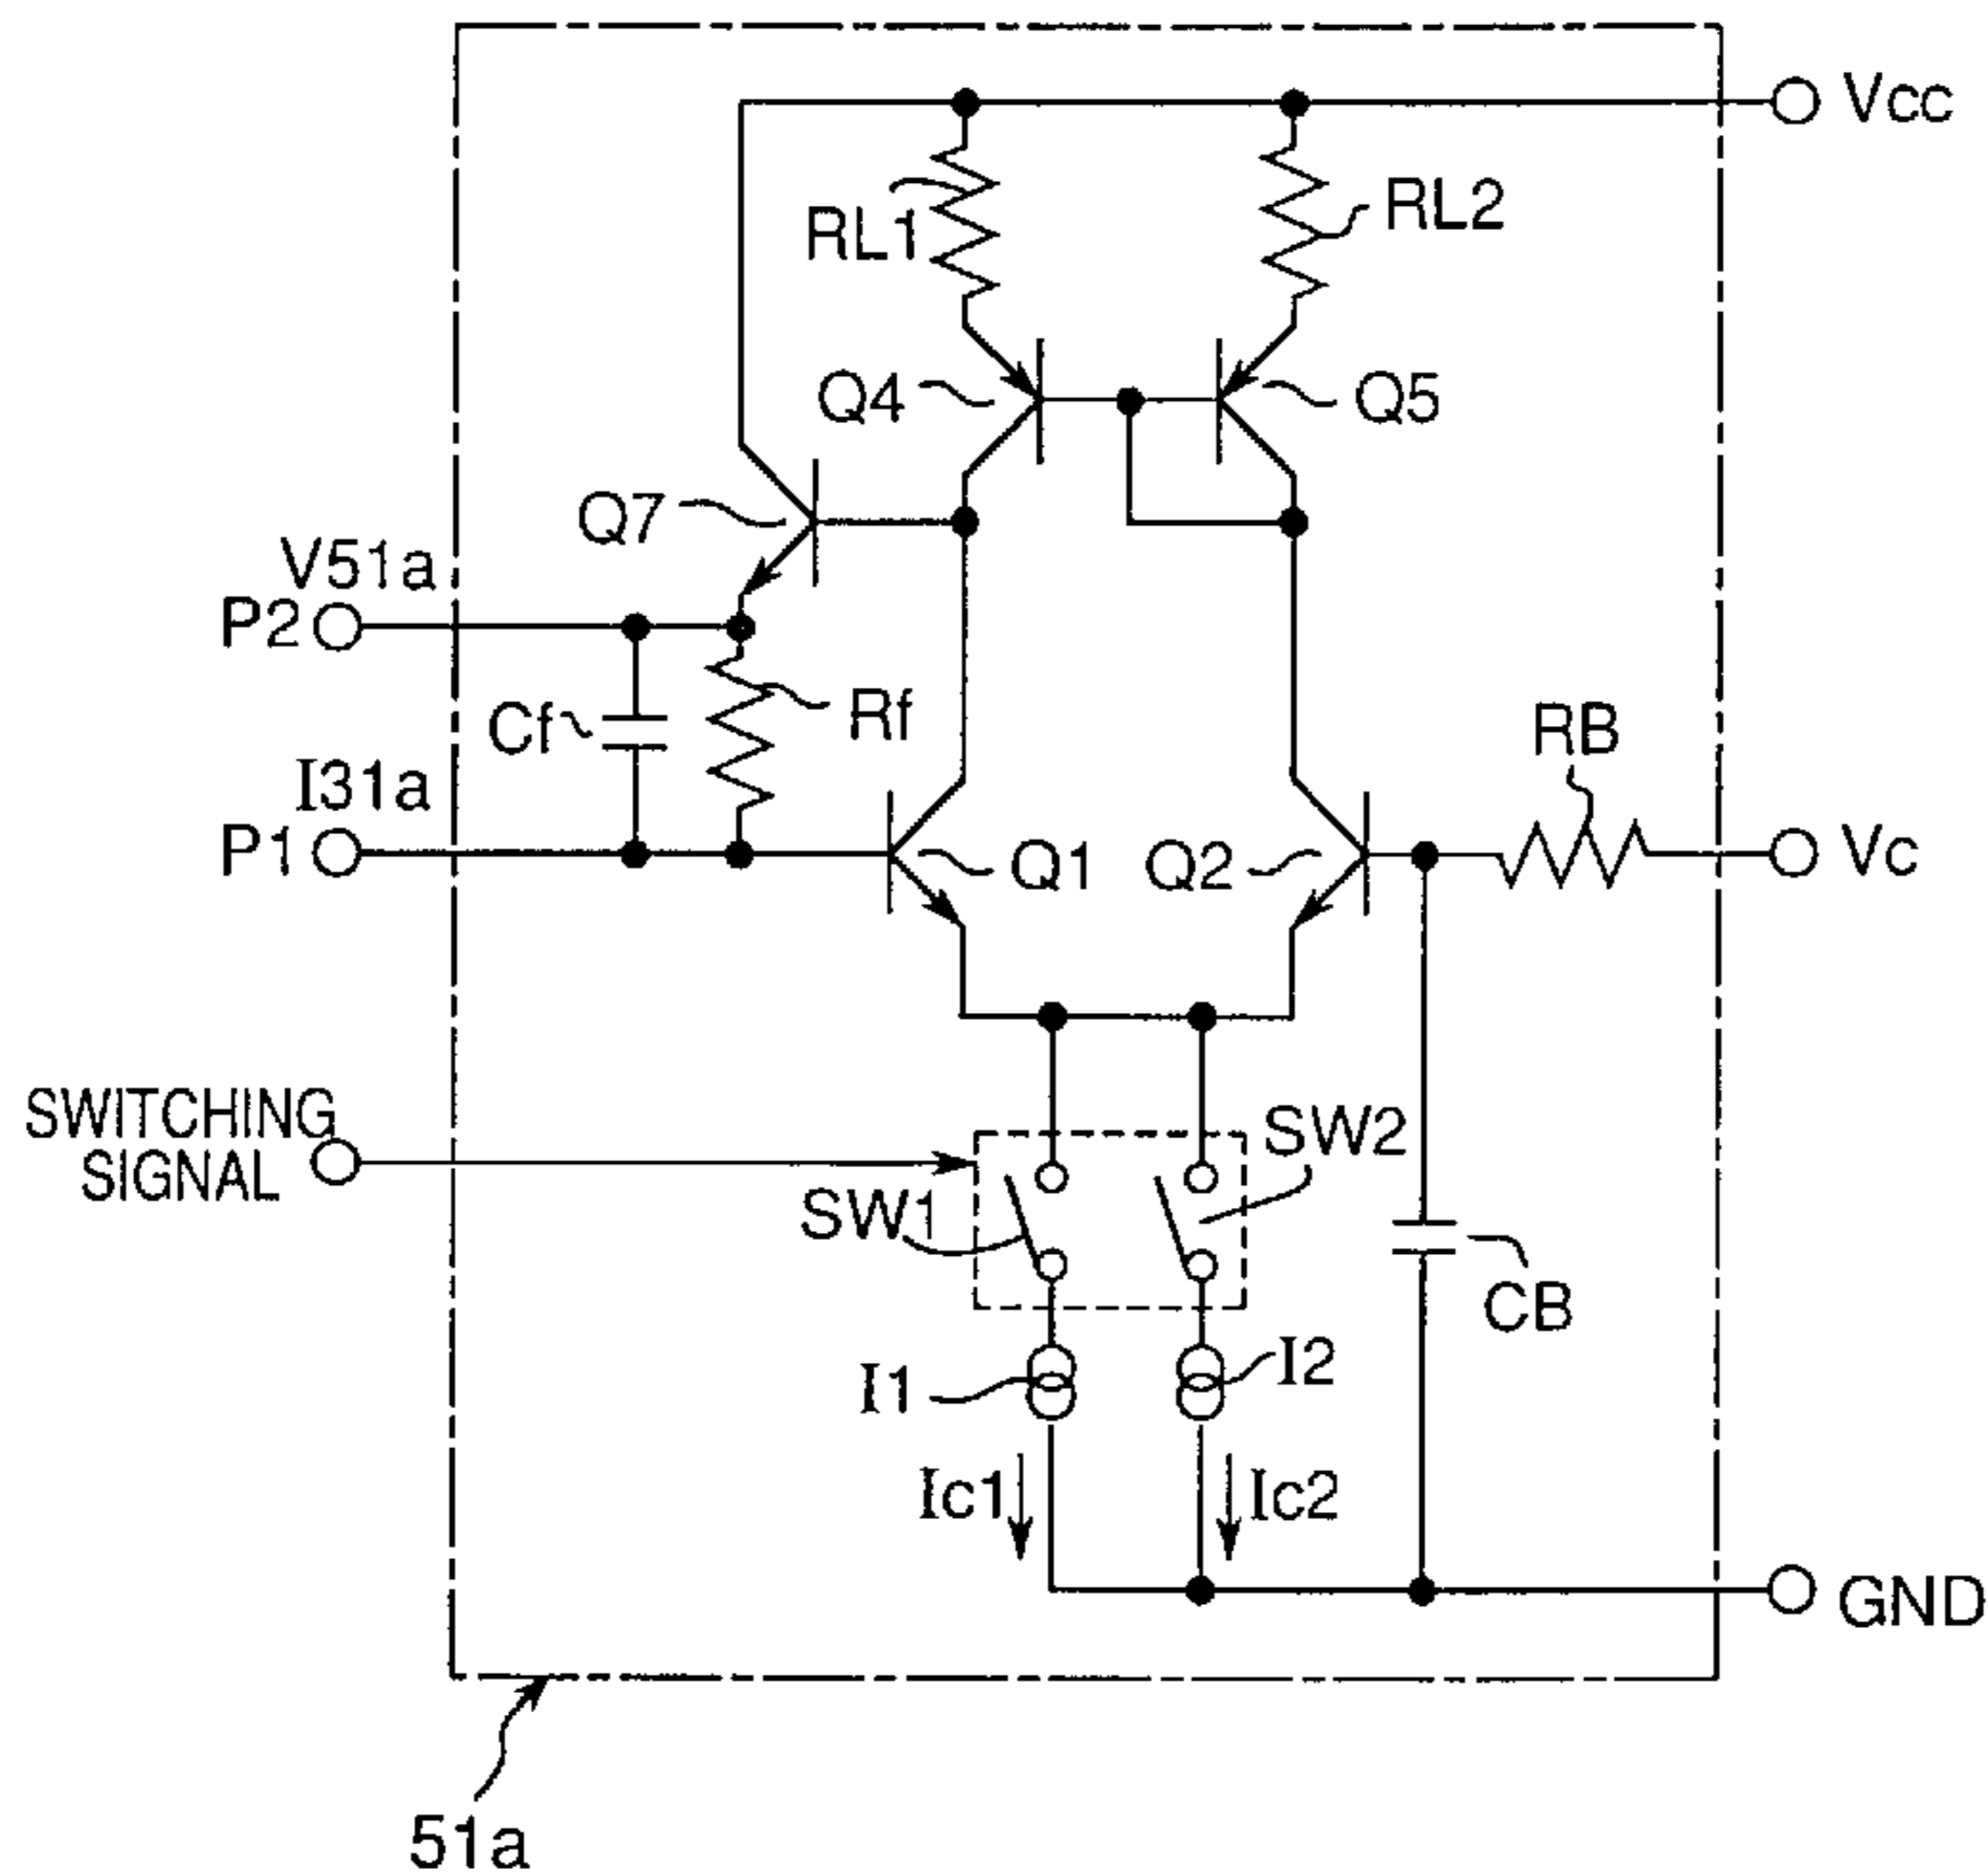 Vcc
RL1
RL2
Q4
Q5
Q7
V51a
P2
Cf
Rf
RB
I31a
P1
Q1
Q2
Vc
SWITCHING
SIGNAL
SW1
SW2
CB
I1
I2
Ic1
Ic2
GND
51a